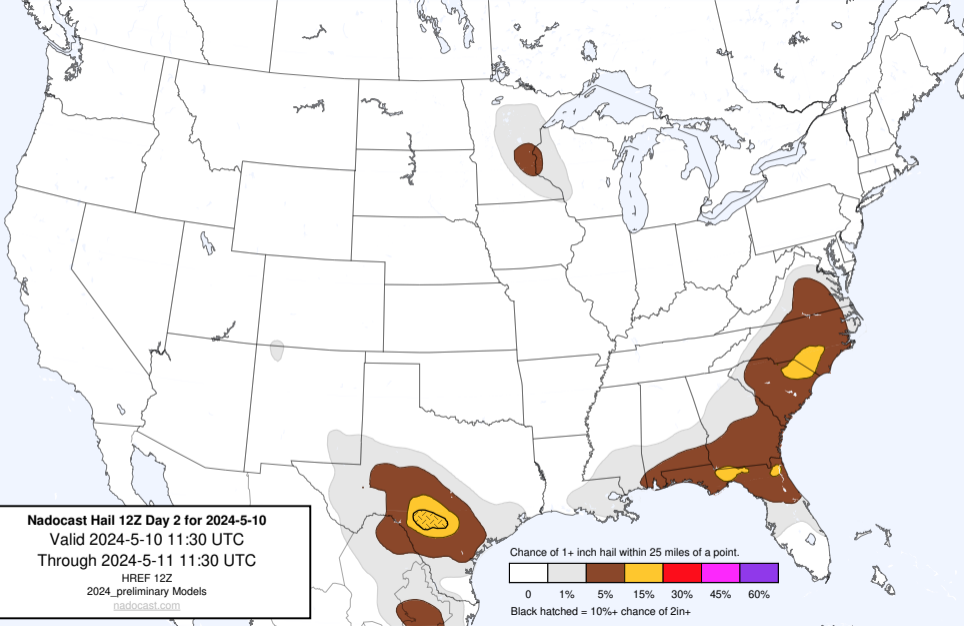 Nadocast Hail 12Z Day 2 for 2024-5-10
Valid 2024-5-10 11:30 UTC
Through 2024-5-11 11:30 UTC
HREF 12Z
2024_preliminary Models
nadocast.com
Chance of 1+ inch hail within 25 miles of a point.
0 1% 5% 15% 30% 45% 60%
Black hatched = 10%+ chance of 2in+